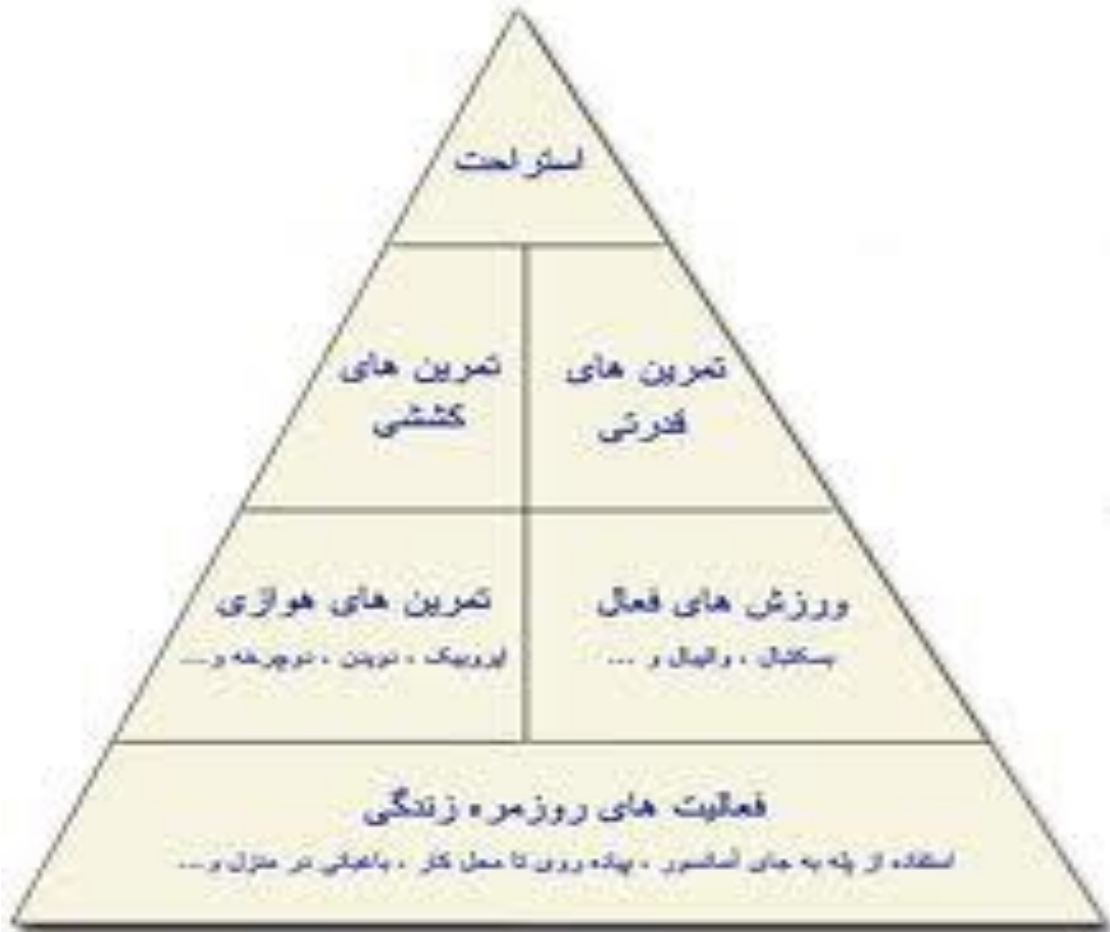 استراحت
تمرین های
قدرتی
تمرین های
کششی
ورزش های فعال
بسکتبال ، والیبال و ...
تمرین های هوازی
ایروبیک ، دویدن ، دوچرخه و...
فعالیت های روزمره زندگی
استفاده از پله به جای آسانسور ، پیاده روی تا محل کار ، باغبانی در منزل و...